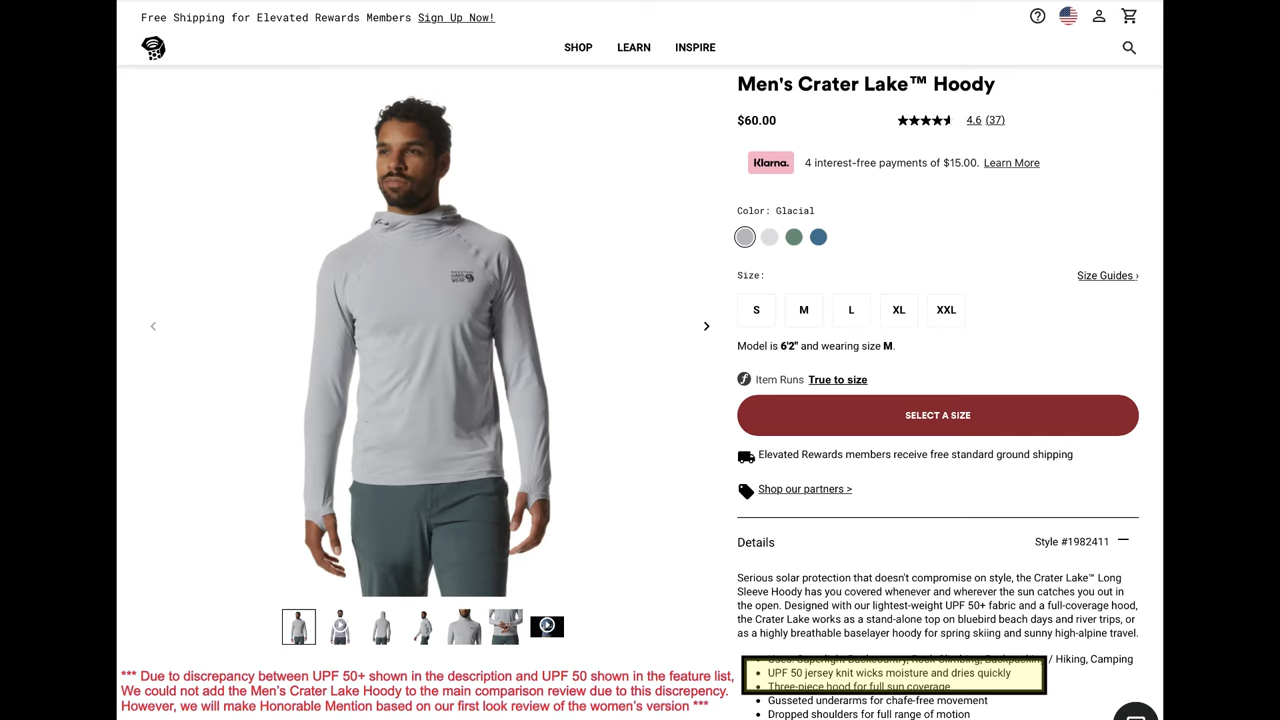 Free Shipping for Elevated Rewards Members Sign Up Now!
SHOP LEARN INSPIRE
Men's Crater Lake™ Hoody
$60.00 4.6 (37)
Klarna. 4 interest-free payments of $15.00. Learn More
Color: Glacial
MOUNTAIN
HARD
WEAR
Size: Size Guides ›
S M L XL XXL
Model is 6'2" and wearing size M.
Item Runs True to size
SELECT A SIZE
Elevated Rewards members receive free standard ground shipping
Shop our partners >
Details Style #1982411
Serious solar protection that doesn't compromise on style, the Crater Lake™ Long
Sleeve Hoody has you covered whenever and wherever the sun catches you out in
the open. Designed with our lightest-weight UPF 50+ fabric and a full-coverage hood,
the Crater Lake works as a stand-alone top on bluebird beach days and river trips, or
as a highly breathable baselayer hoody for spring skiing and sunny high-alpine travel.
Uses: Superlight Backcountry, Rock Climbing, Backpacking / Hiking, Camping
UPF 50 jersey knit wicks moisture and dries quickly
Three-piece hood for full sun coverage
Gusseted underarms for chafe-free movement
Dropped shoulders for full range of motion
*** Due to discrepancy between UPF 50+ shown in the description and UPF 50 shown in the feature list,
We could not add the Men's Crater Lake Hoody to the main comparison review due to this discrepency.
However, we will make Honorable Mention based on our first look review of the women's version ***